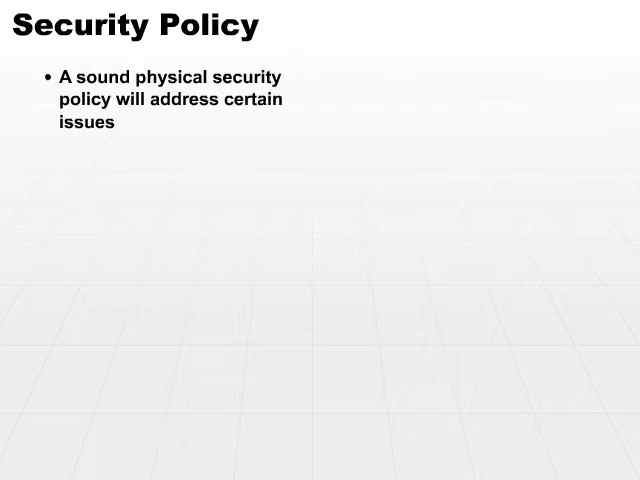 Security Policy
• A sound physical security
policy will address certain
issues